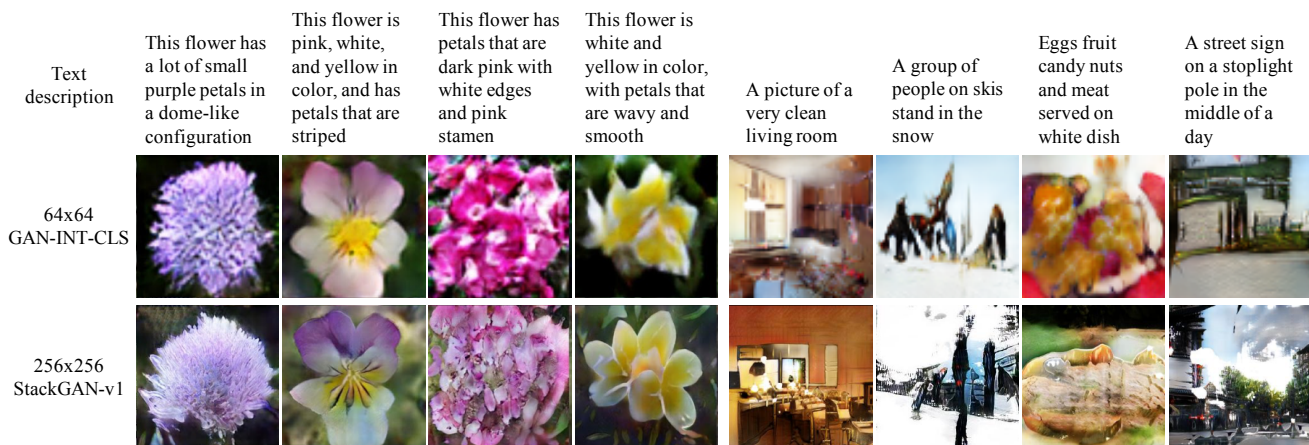 Text
description
This flower has
a lot of small
purple petals in
a dome-like
configuration
This flower is
pink, white,
and yellow in
color, and has
petals that are
striped
This flower has
petals that are
dark pink with
white edges
and pink
stamen
This flower is
white and
yellow in color,
with petals that
are wavy and
smooth
A picture of a
very clean
living room
A group of
people on skis
stand in the
snow
Eggs fruit
candy nuts
and meat
served on
white dish
A street sign
on a stoplight
pole in the
middle of a
day
64x64
GAN-INT-CLS
256x256
StackGAN-v1